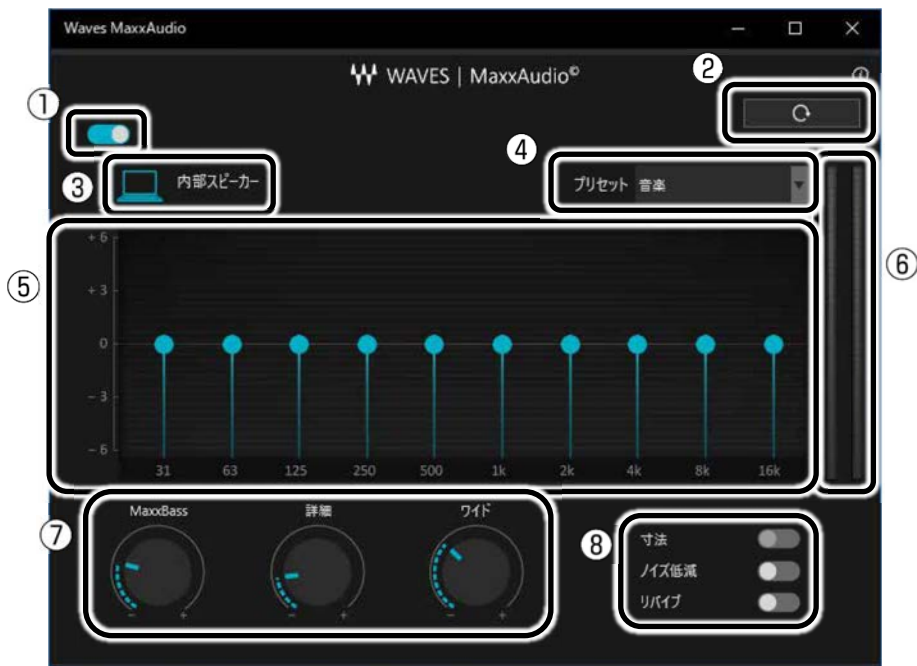 Waves MaxxAudio
WAVES | MaxxAudio©
①
②
③
内部スピーカー
④
プリセット 音楽
⑤
+ 6
+ 3
0
- 3
- 6
31 63 125 250 500 1k 2k 4k 8k 16k
⑥
⑦
MaxxBass 詳細 ワイド
- + - + - +
⑧
寸法
ノイズ低減
リバイブ